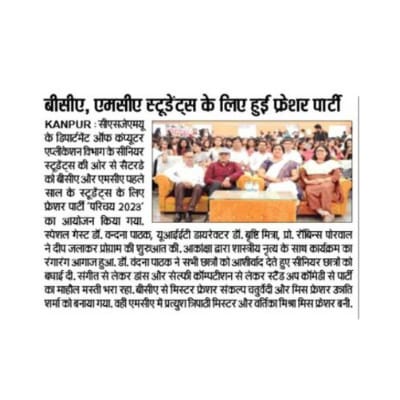 बीसीए, एमसीए स्टूडेंट्स के लिए हुई फ्रेशर पार्टी
KANPUR : सीएसजेएमयू
के डिपार्टमेंट ऑफ कंप्यूटर
एप्लीकेशन विभाग के सीनियर
स्टूडेंट्स की ओर से सैटरडे
को बीसीए और एमसीए पहले
साल के स्टूडेंट्स के लिए
फ्रेशर पार्टी 'परिचय 2023'
का आयोजन किया गया.
स्पेशल गेस्ट डॉ. वन्दना पाठक, यूआईईटी डायरेक्टर डॉ. बृष्टि मित्रा, प्रो. रॉबिन्स पोरवाल
ने दीप जलाकर प्रोग्राम की शुरुआत की. आकांक्षा द्वारा शास्त्रीय नृत्य के साथ कार्यक्रम का
रंगारंग आगाज हुआ. डॉ. वंदना पाठक ने सभी छात्रों को आशीर्वाद देते हुए सीनियर छात्रों को
बधाई दी. संगीत से लेकर डांस और सेल्फी कॉम्पटीशन से लेकर स्टैंड अप कॉमेडी से पार्टी
का माहौल मस्ती भरा रहा. बीसीए से मिस्टर फ्रेशर संकल्प चतुर्वेदी और मिस फ्रेशर उन्नति
शर्मा को बनाया गया. वहीं एमसीए में प्रत्युश त्रिपाठी मिस्टर और वर्तिका मिश्रा मिस फ्रेशर बनी.